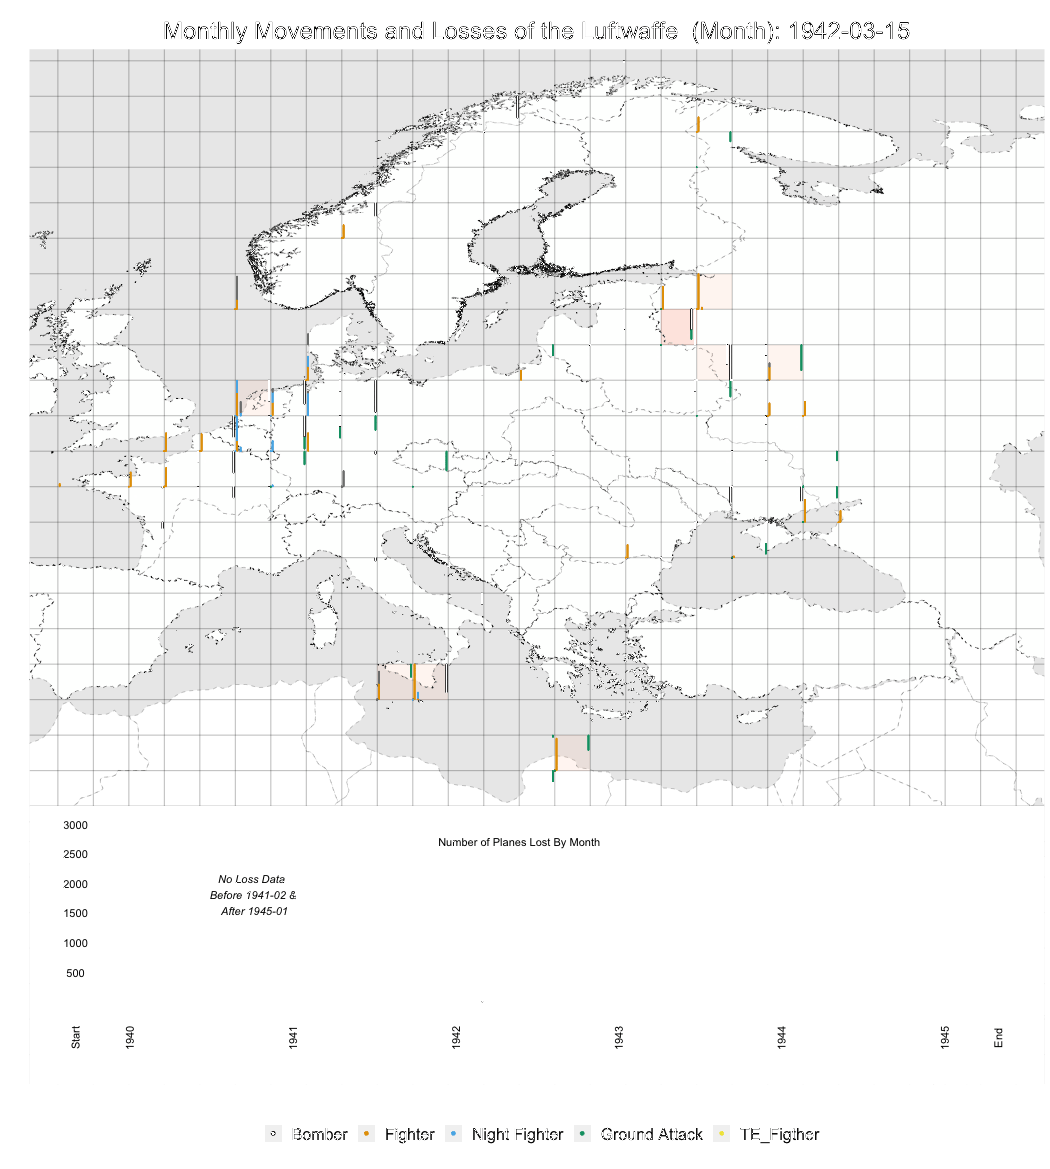 Monthly Movements and Losses of the Luftwaffe (Month): 1942-03-15
3000
Number of Planes Lost By Month
2500
No Loss Data
2000
Before 1941-02 &
After 1945-01
1500
1000
500
Start
1940
1941
1942
1943
1944
1945
End
Bomber Fighter Night Fighter Ground Attack TE_Figther